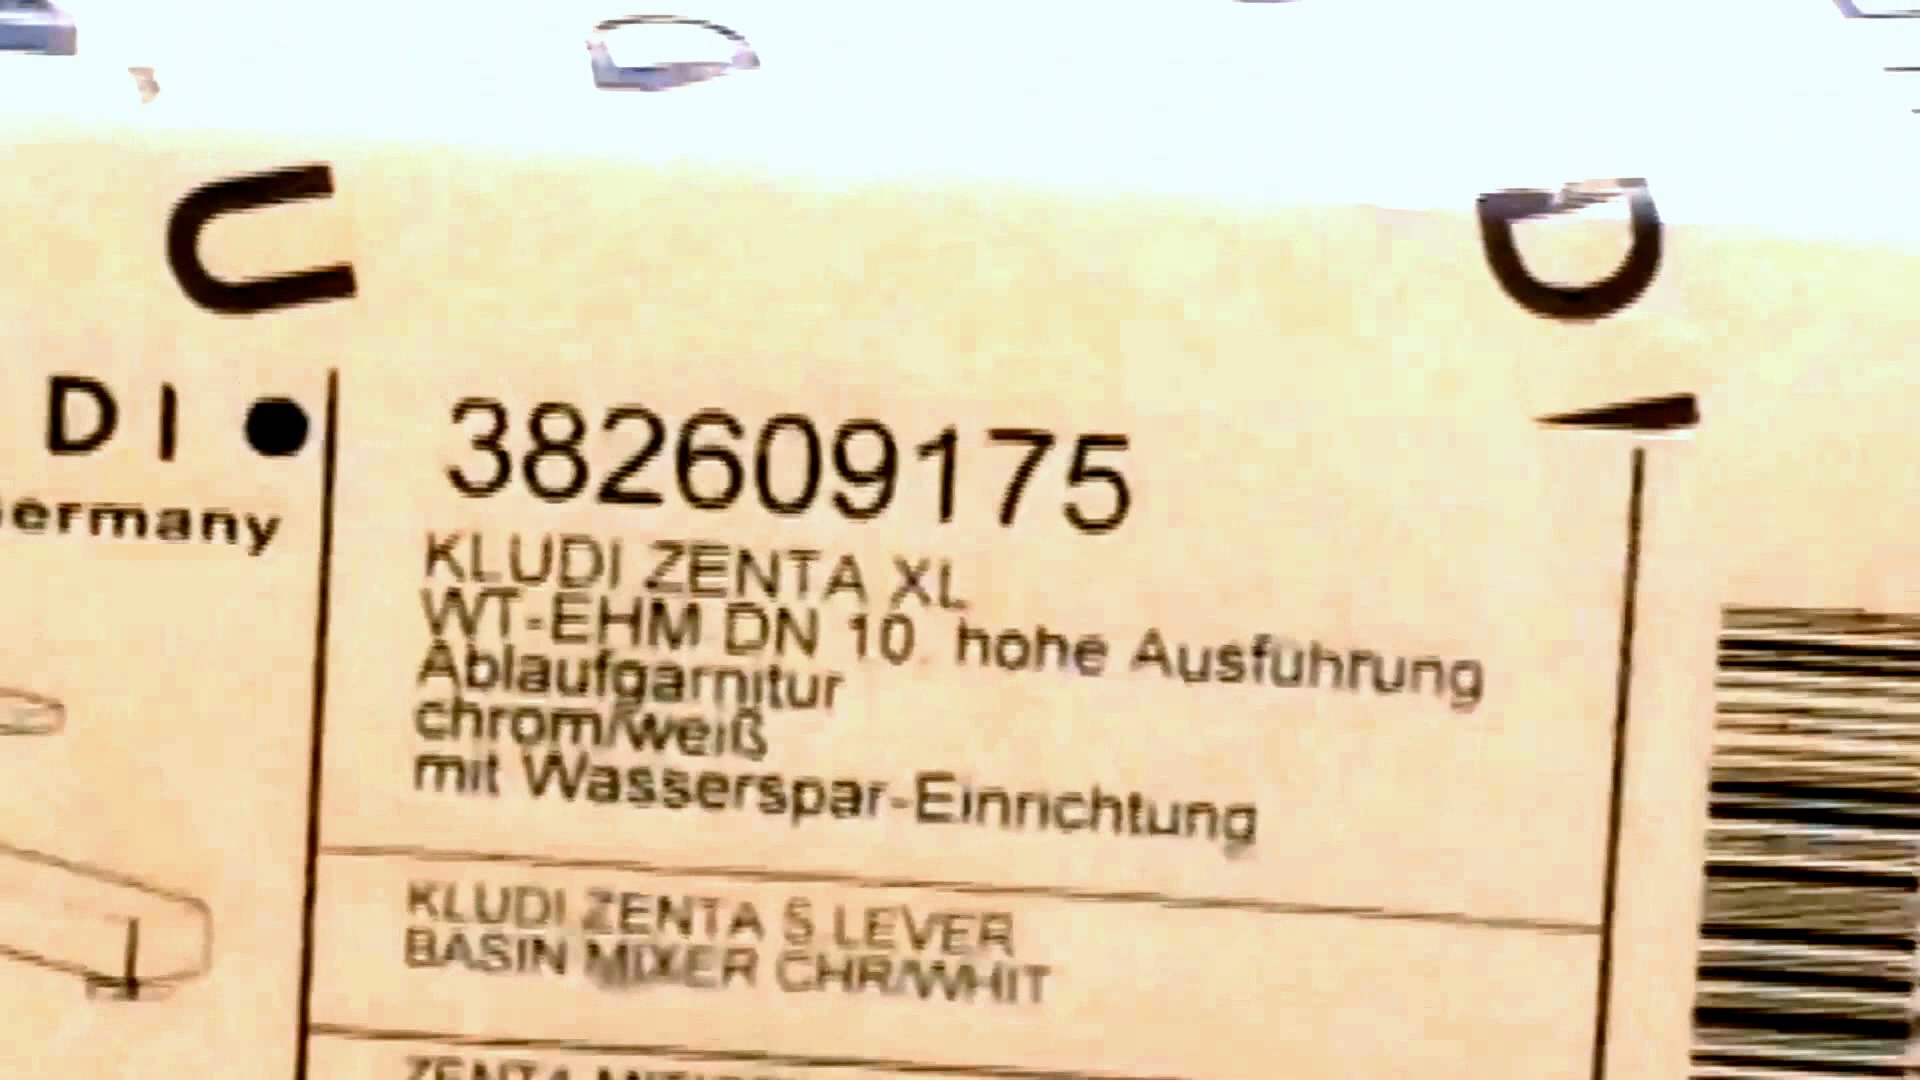 D I ●
ermany
382609175
KLUDI ZENTA XL
WT-EHM DN 10 hohe Ausführung
Ablaufgarnitur
chrom/weiß
mit Wasserspar-Einrichtung
KLUDI ZENTA S LEVER
BASIN MIXER CHR/WHIT